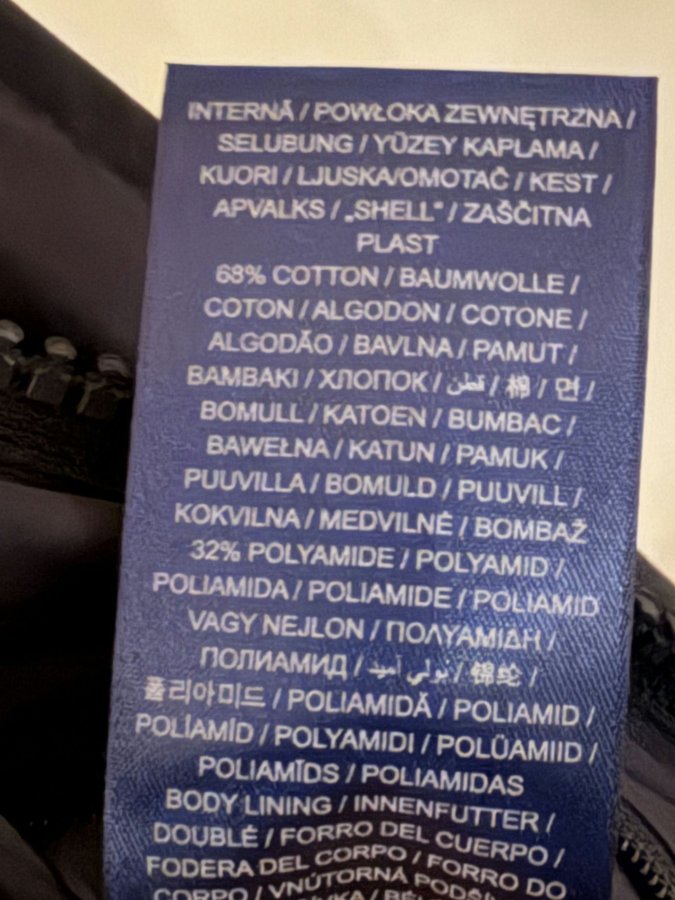 INTERNĂ / POWŁOKA ZEWNĘTRZNA /
SELUBUNG / YÜZEY KAPLAMA /
KUORI / LJUSKA/OMOTAČ / KEST /
APVALKS / „SHELL“ / ZAŠČITNA
PLAST
68% COTTON / BAUMWOLLE /
COTON / ALGODON / COTONE /
ALGODÃO / BAVLNA / PAMUT /
BAMBAKI / ХЛОПОК / قطن / 棉 / 면 /
BOMULL / KATOEN / BUMBAC /
BAWEŁNA / KATUN / PAMUK /
PUUVILLA / BOMULD / PUUVILL /
KOKVILNA / MEDVILNĖ / BOMBAŽ
32% POLYAMIDE / POLYAMID /
POLIAMIDA / POLIAMIDE / POLIAMID
VAGY NEJLON / ΠΟΛΥΑΜΙΔΗ /
ПОЛИАМИД / بولي أميد / 锦纶 /
폴리아미드 / POLIAMIDĂ / POLIAMID /
POLÍAMÍD / POLYAMIDI / POLÜAMIID /
POLIAMĪDS / POLIAMIDAS
BODY LINING / INNENFUTTER /
DOUBLÉ / FORRO DEL CUERPO /
FODERA DEL CORPO / FORRO DO
CORPO / VNÚTORNÁ